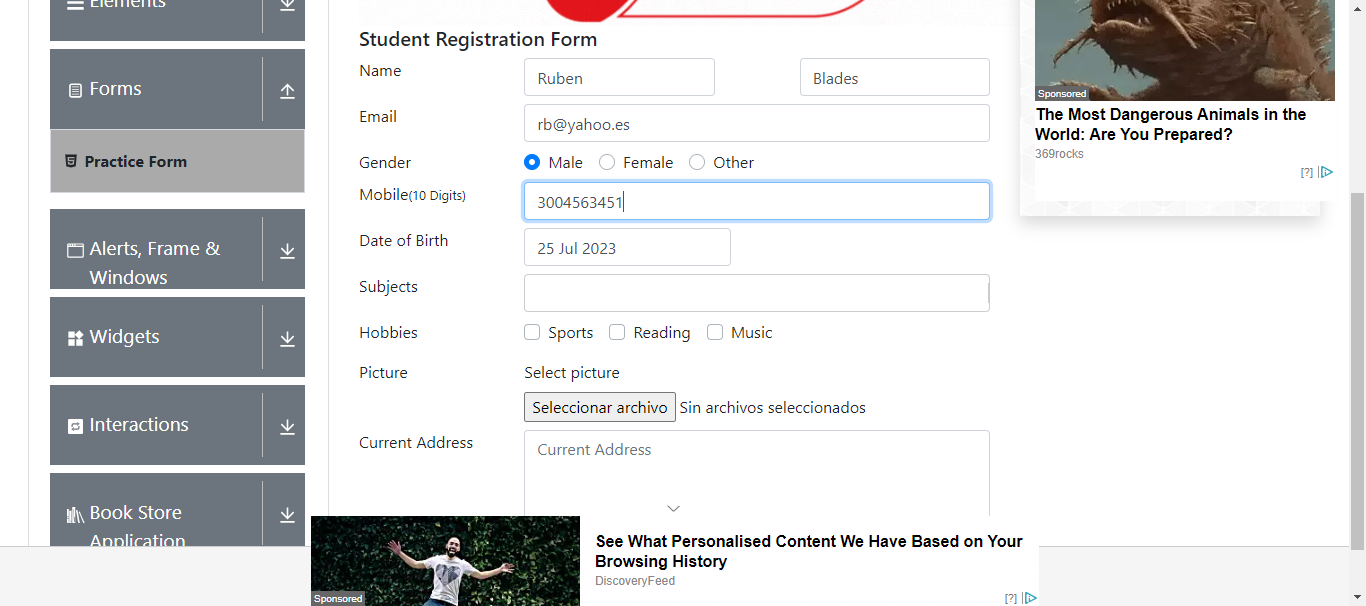 Elements
Forms
Practice Form
Alerts, Frame &
Windows
Widgets
Interactions
Book Store
Application
Student Registration Form
Name
Ruben
Blades
Email
rb@yahoo.es
Gender
Male
Female
Other
Mobile(10 Digits)
3004563451
Date of Birth
25 Jul 2023
Subjects
Hobbies
Sports
Reading
Music
Picture
Select picture
Seleccionar archivo Sin archivos seleccionados
Current Address
Current Address
Sponsored
The Most Dangerous Animals in the
World: Are You Prepared?
369rocks
[?]
Sponsored
See What Personalised Content We Have Based on Your
Browsing History
DiscoveryFeed
[?]